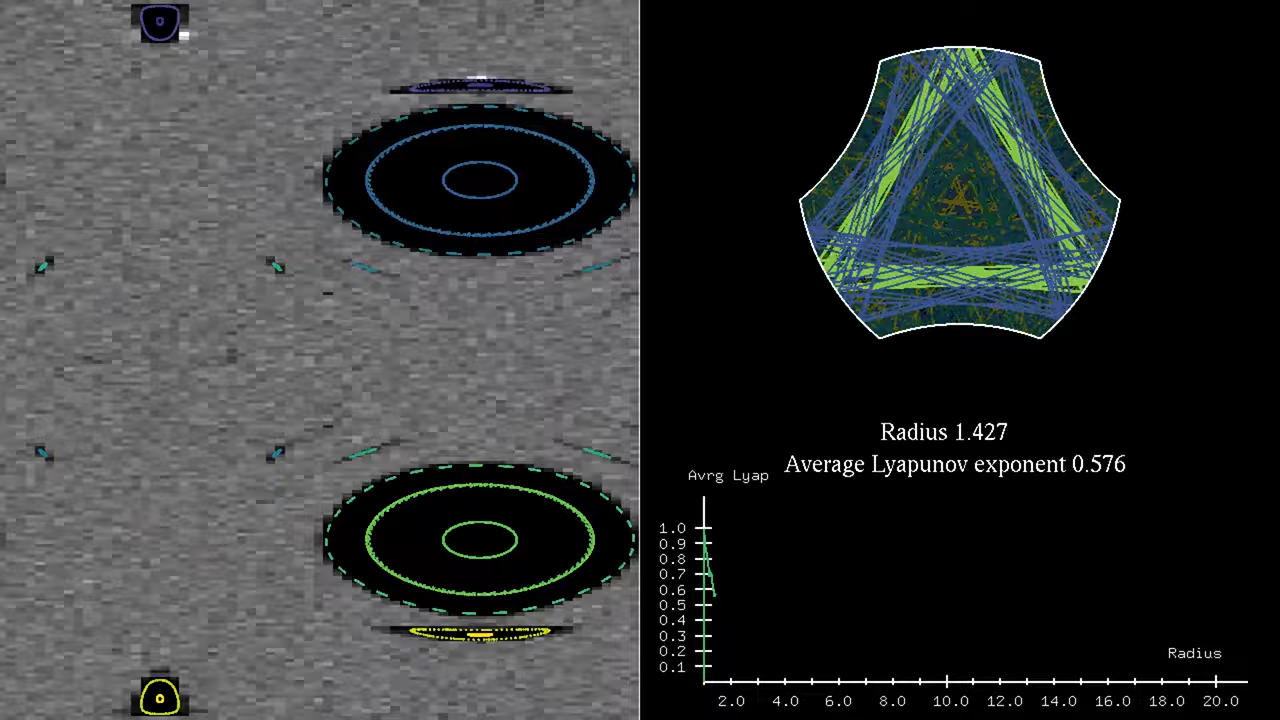 Radius 1.427
Average Lyapunov exponent 0.576
Avrg Lyap
1.0
0.9
0.8
0.7
0.6
0.5
0.4
0.3
0.2
0.1
Radius
2.0 4.0 6.0 8.0 10.0 12.0 14.0 16.0 18.0 20.0